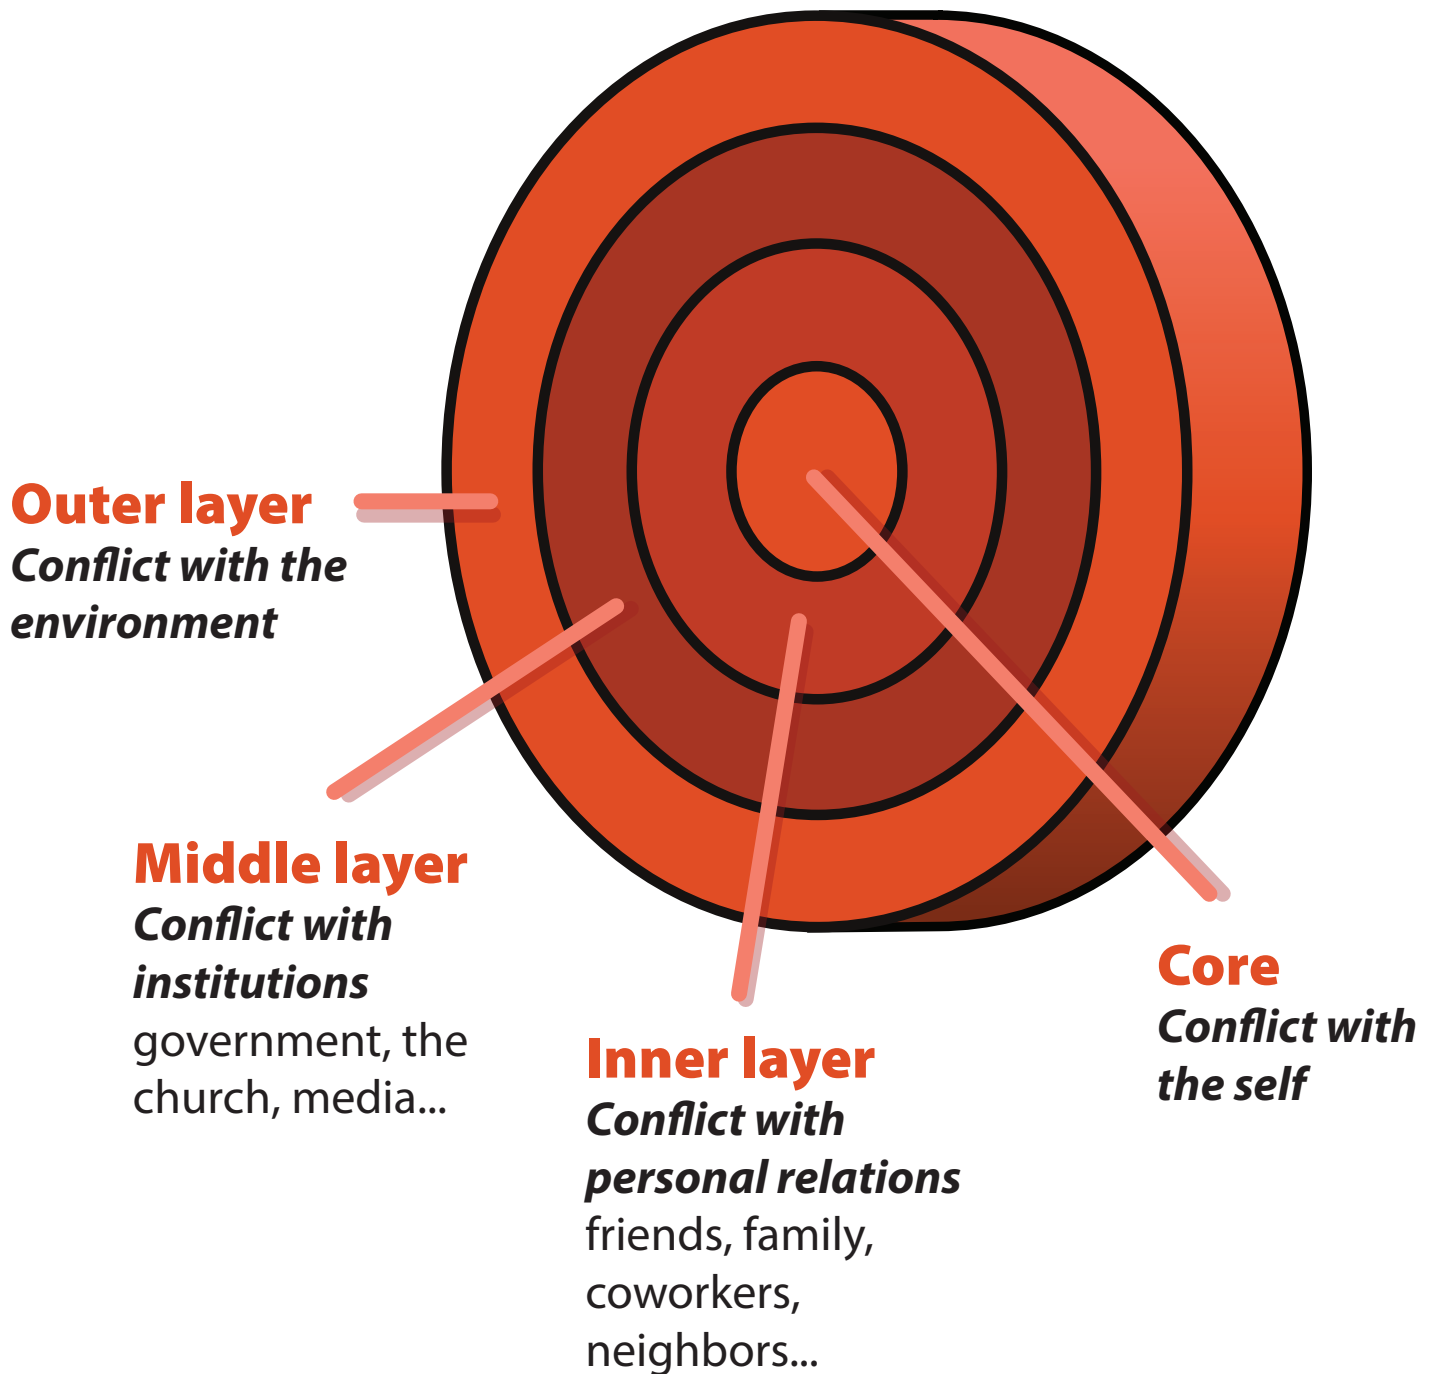 Outer layer
Conflict with the
environment
Middle layer
Conflict with
institutions
government, the
church, media...
Inner layer
Conflict with
personal relations
friends, family,
coworkers,
neighbors...
Core
Conflict with
the self